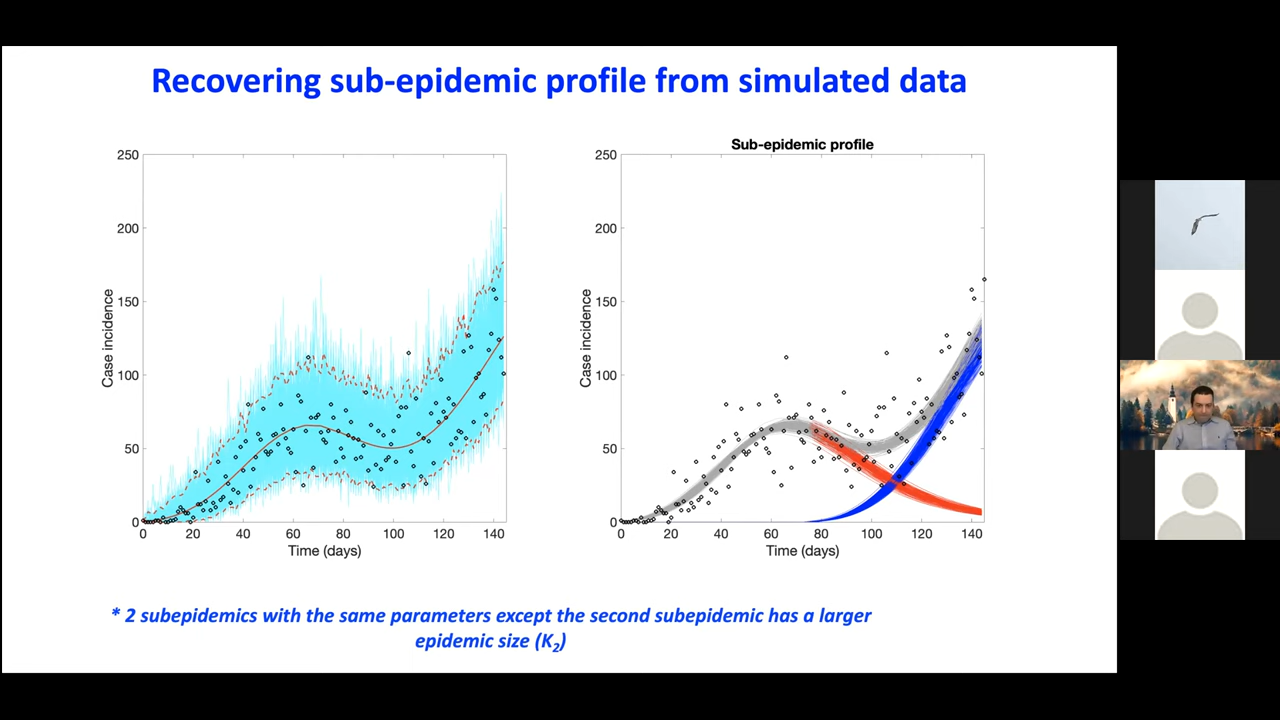 Recovering sub-epidemic profile from simulated data
Sub-epidemic profile
250
200
150
100
50
0
Case incidence
0 20 40 60 80 100 120 140
Time (days)
250
200
150
100
50
0
Case incidence
0 20 40 60 80 100 120 140
Time (days)
* 2 subepidemics with the same parameters except the second subepidemic has a larger
epidemic size (K2)